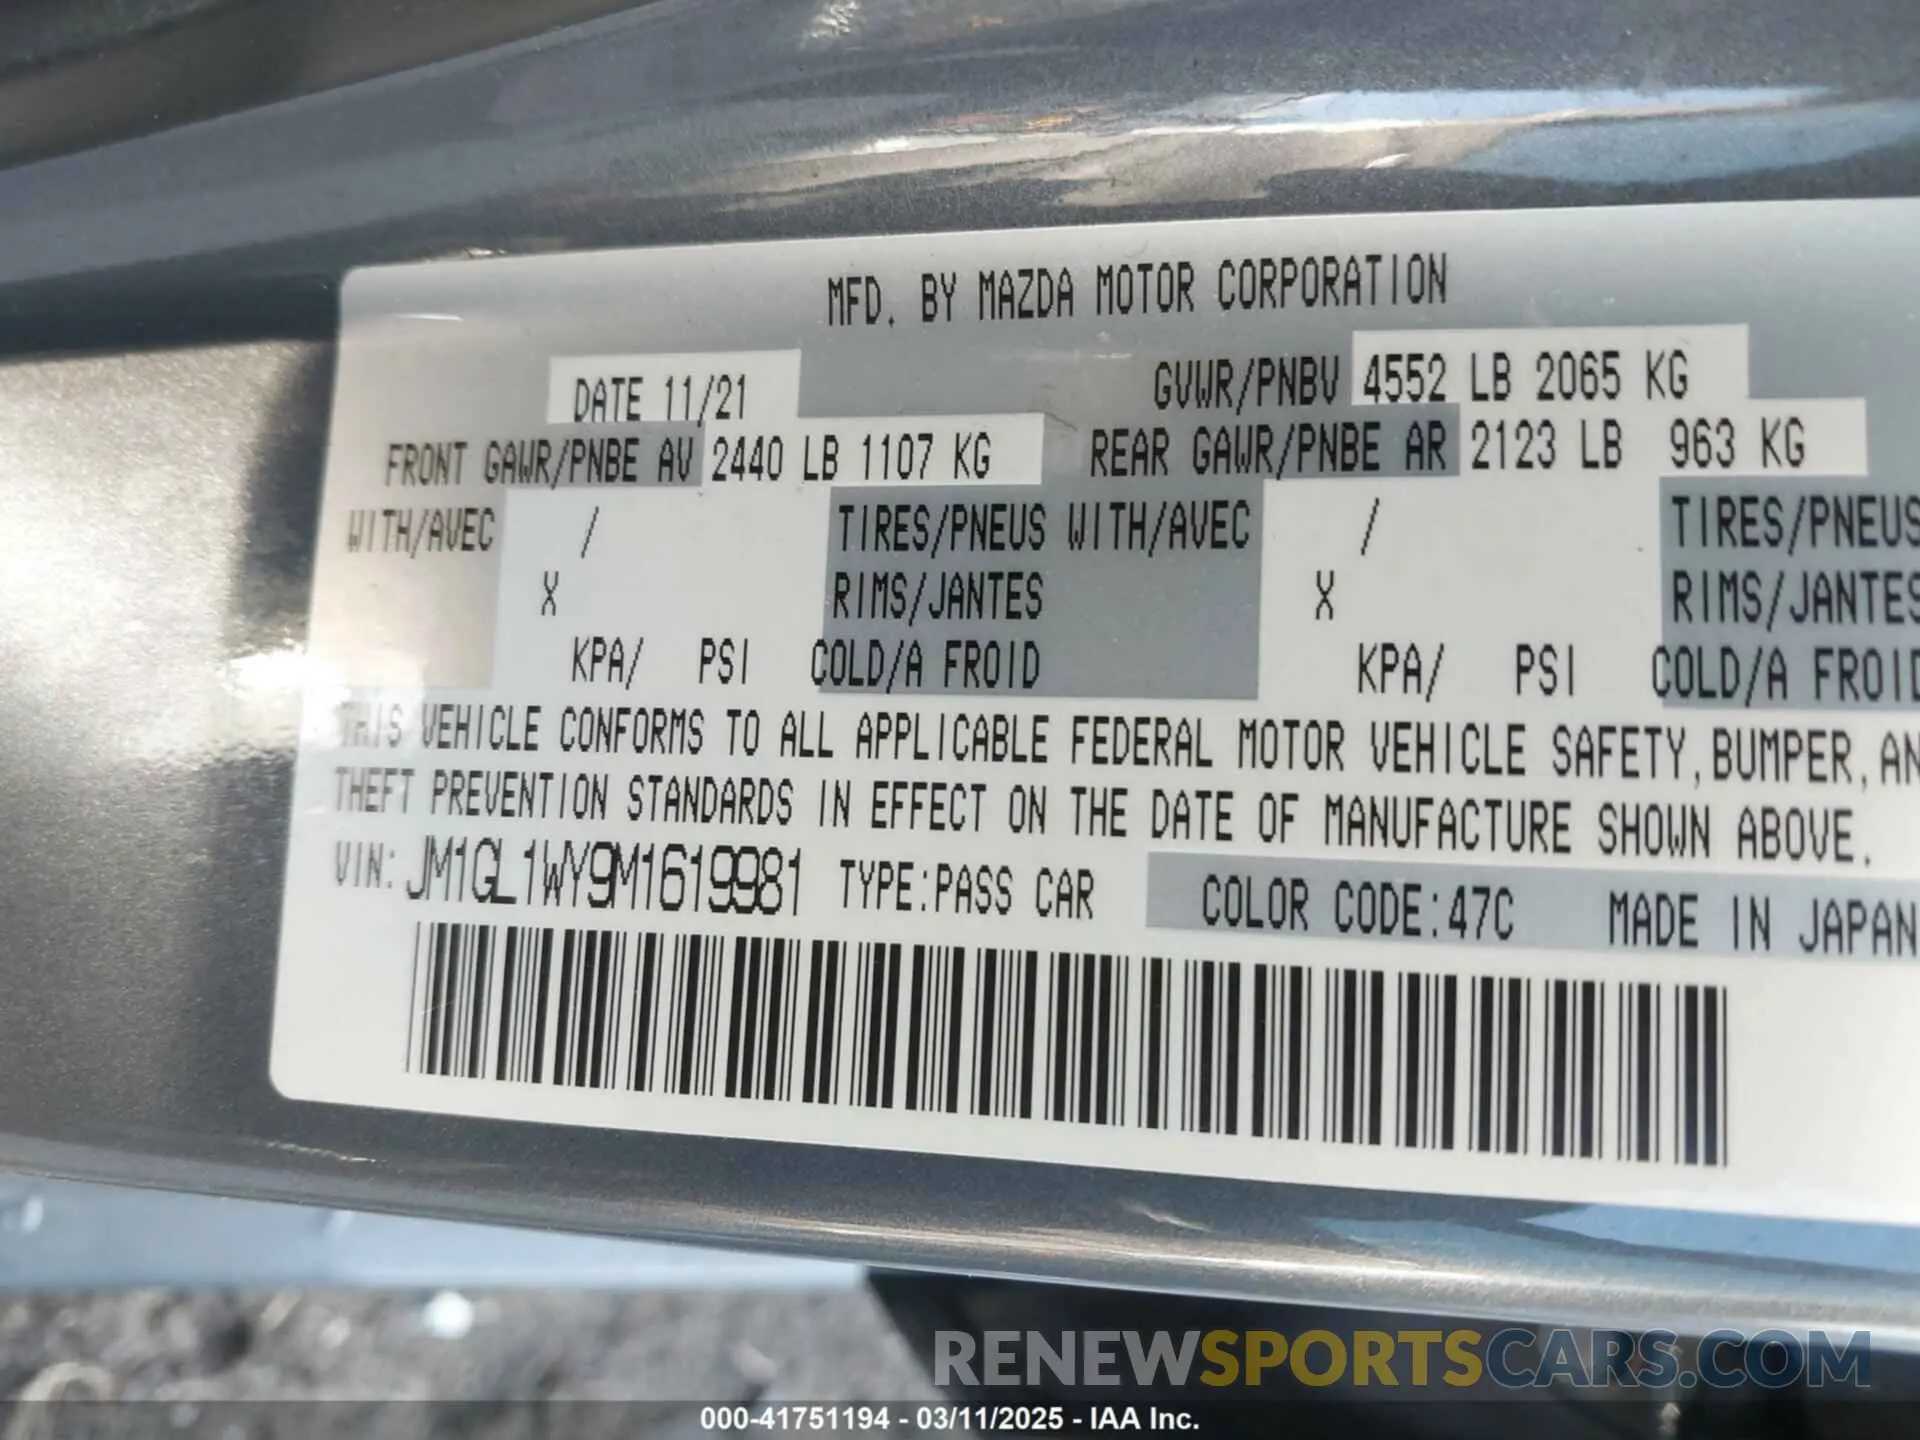 MFD. BY MAZDA MOTOR CORPORATION
DATE 11/21 GVWR/PNBV 4552 LB 2065 KG
FRONT GAWR/PNBE AV 2440 LB 1107 KG REAR GAWR/PNBE AR 2123 LB 963 KG
WITH/AVEC / TIRES/PNEUS WITH/AVEC / TIRES/PNEUS
X RIMS/JANTES X RIMS/JANTES
KPA/ PSI COLD/A FROID KPA/ PSI COLD/A FROID
THIS VEHICLE CONFORMS TO ALL APPLICABLE FEDERAL MOTOR VEHICLE SAFETY, BUMPER, AN
THEFT PREVENTION STANDARDS IN EFFECT ON THE DATE OF MANUFACTURE SHOWN ABOVE.
VIN: JM1GL1WY9M1619981 TYPE:PASS CAR COLOR CODE:47C MADE IN JAPAN
RENEWSPORTSCARS.COM
000-41751194 - 03/11/2025 - IAA Inc.